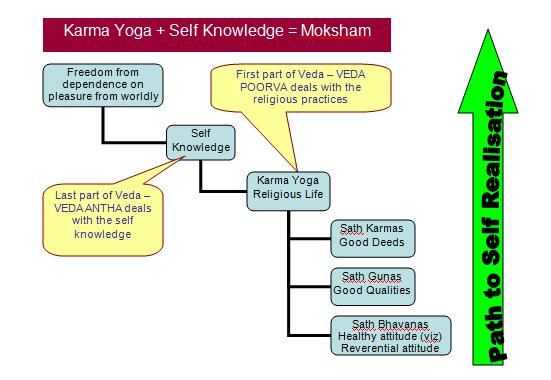 Karma Yoga + Self Knowledge = Moksham
Freedom from
dependence on
pleasure from worldly
First part of Veda – VEDA
POORVA deals with the
religious practices
Self
Knowledge
Karma Yoga
Religious Life
Last part of Veda –
VEDA ANTHA deals
with the self
knowledge
Sath Karmas
Good Deeds
Sath Gunas
Good Qualities
Sath Bhavanas
Healthy attitude (viz)
Reverential attitude
Path to Self Realisation